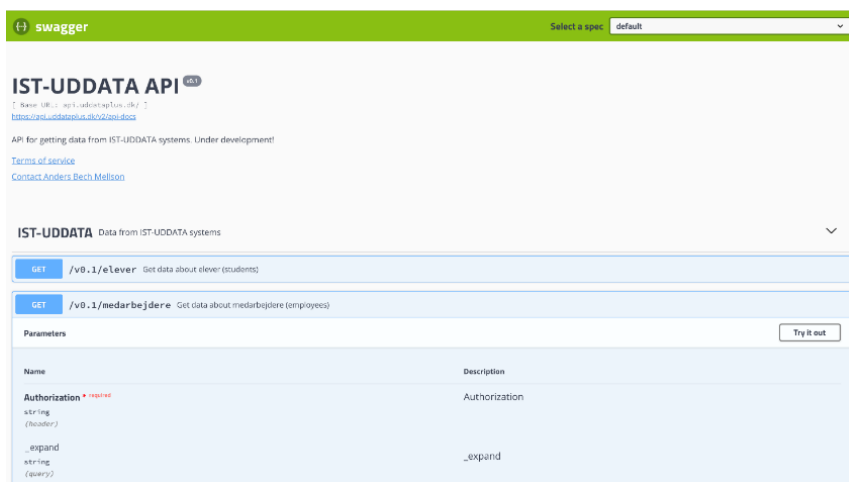 swagger
Select a spec default
IST-UDDATA API v0.1
[ Base URL: api.uddataplus.dk/ ]
https://api.uddataplus.dk/v2/api-docs
API for getting data from IST-UDDATA systems. Under development!
Terms of service
Contact Anders Bech Mellson
IST-UDDATA Data from IST-UDDATA systems
GET /v0.1/elever Get data about elever (students)
GET /v0.1/medarbejdere Get data about medarbejdere (employees)
Parameters Try it out
Name Description
Authorization * required Authorization
string
(header)
_expand _expand
string
(query)